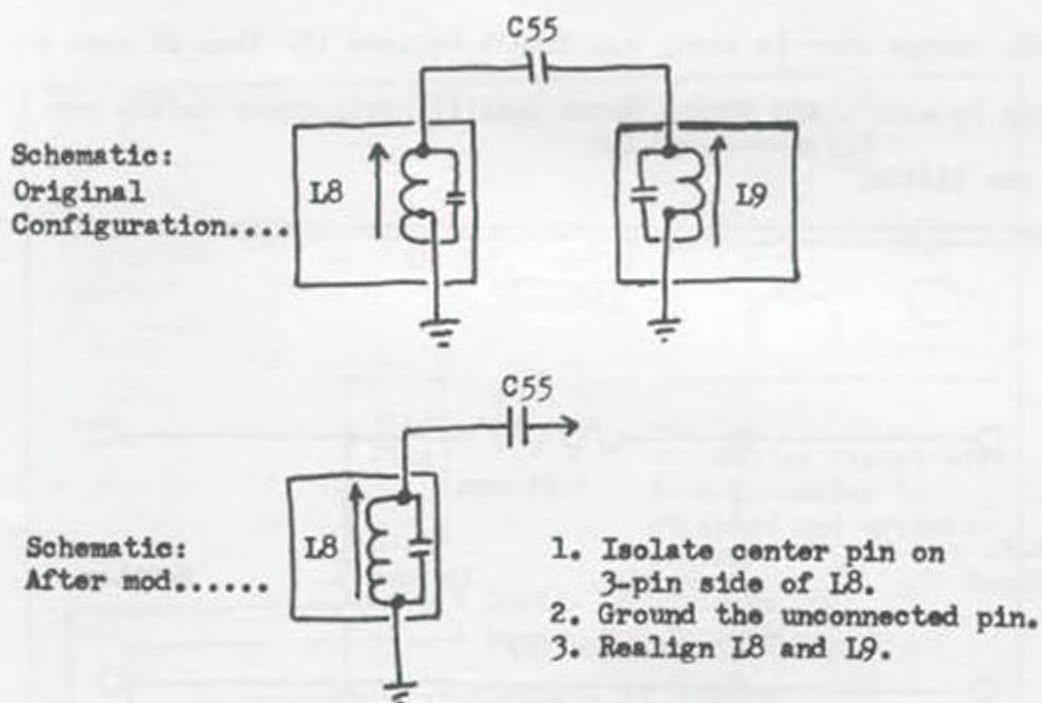 C55
Schematic:
Original
Configuration....
L8
L9
C55
Schematic:
After mod......
L8
1. Isolate center pin on
3-pin side of L8.
2. Ground the unconnected pin.
3. Realign L8 and L9.